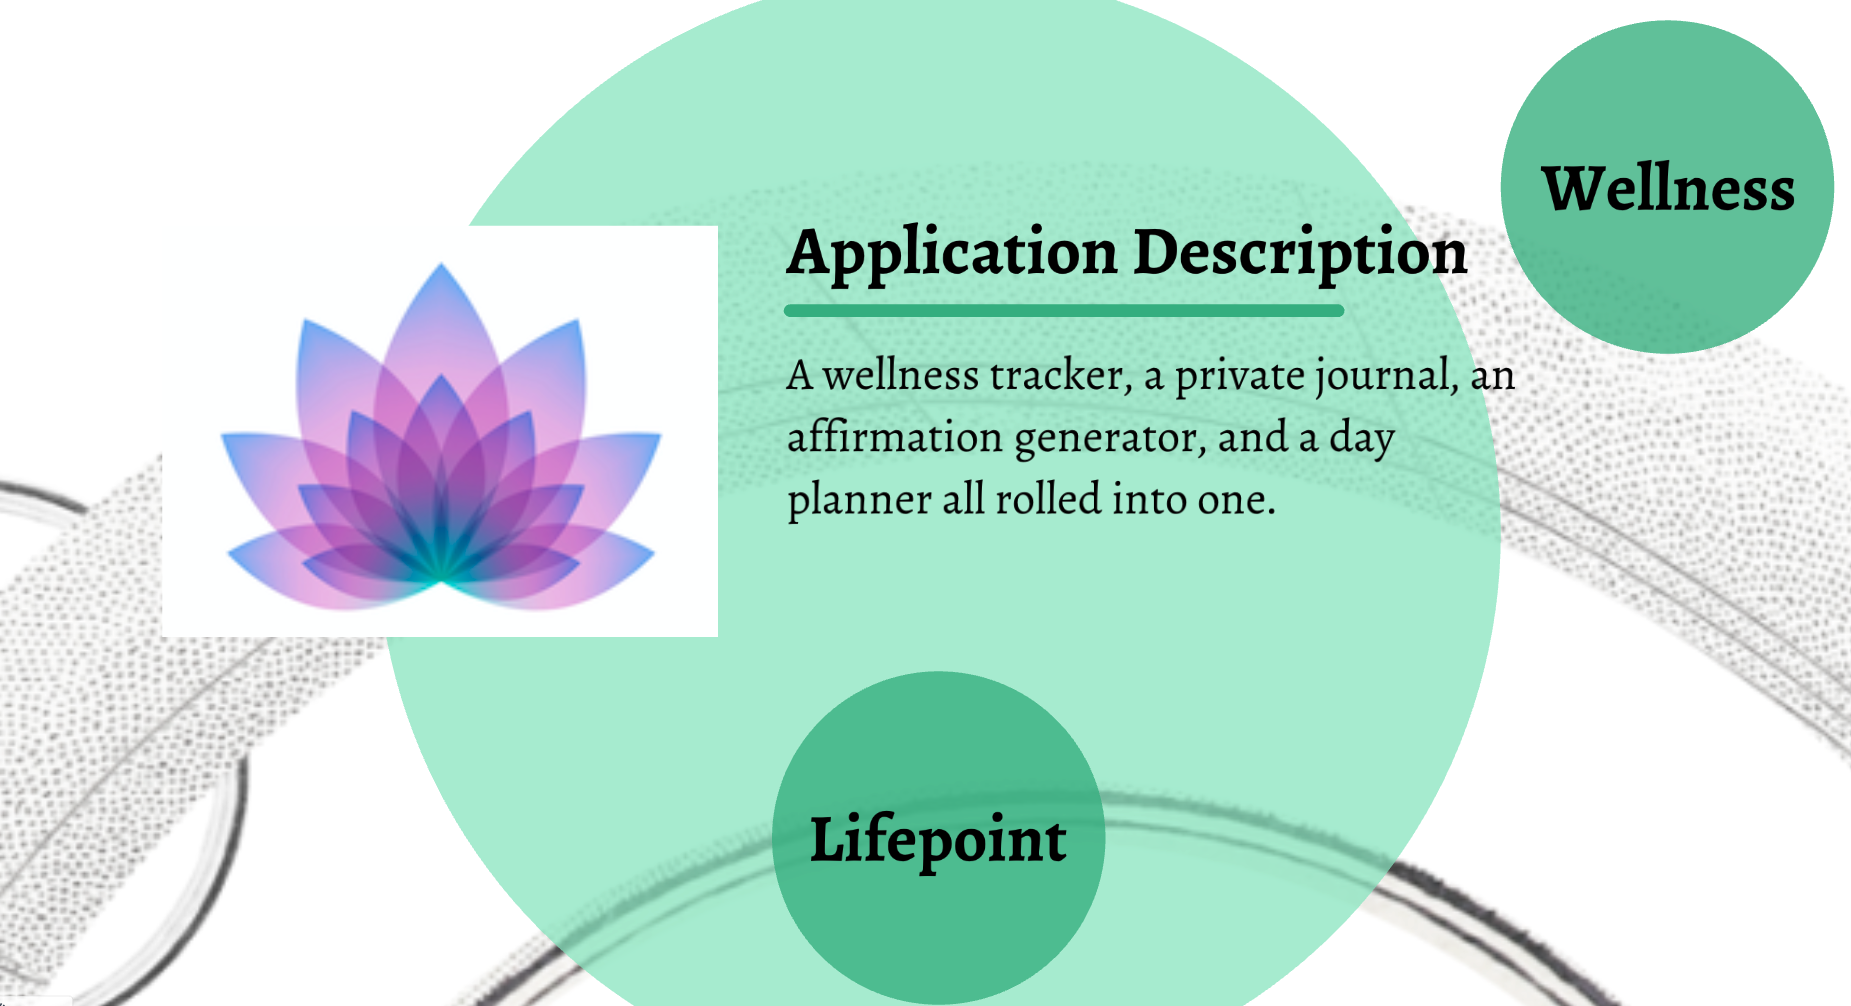 Wellness
Application Description
A wellness tracker, a private journal, an
affirmation generator, and a day
planner all rolled into one.
Lifepoint